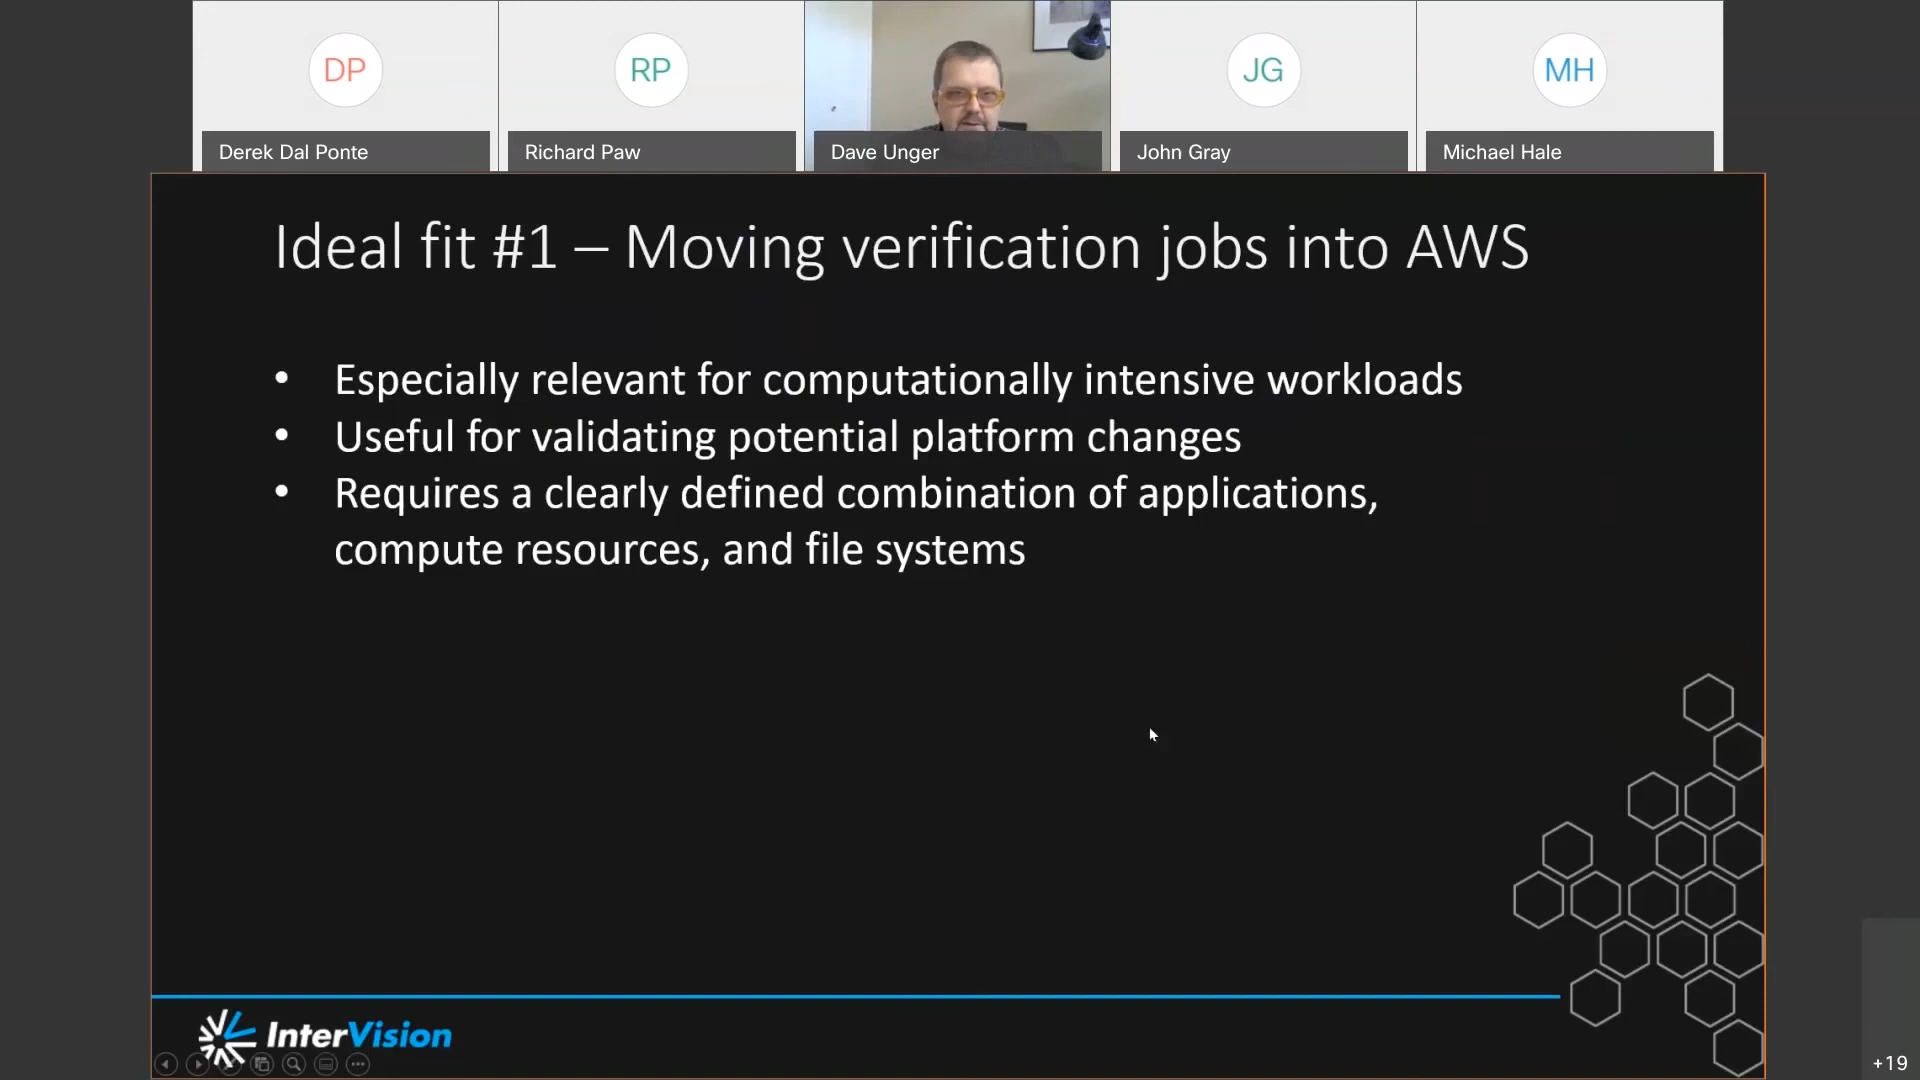 DP
RP
JG
MH
Derek Dal Ponte
Richard Paw
Dave Unger
John Gray
Michael Hale
Ideal fit #1 – Moving verification jobs into AWS
• Especially relevant for computationally intensive workloads
• Useful for validating potential platform changes
• Requires a clearly defined combination of applications,
compute resources, and file systems
InterVision
+19